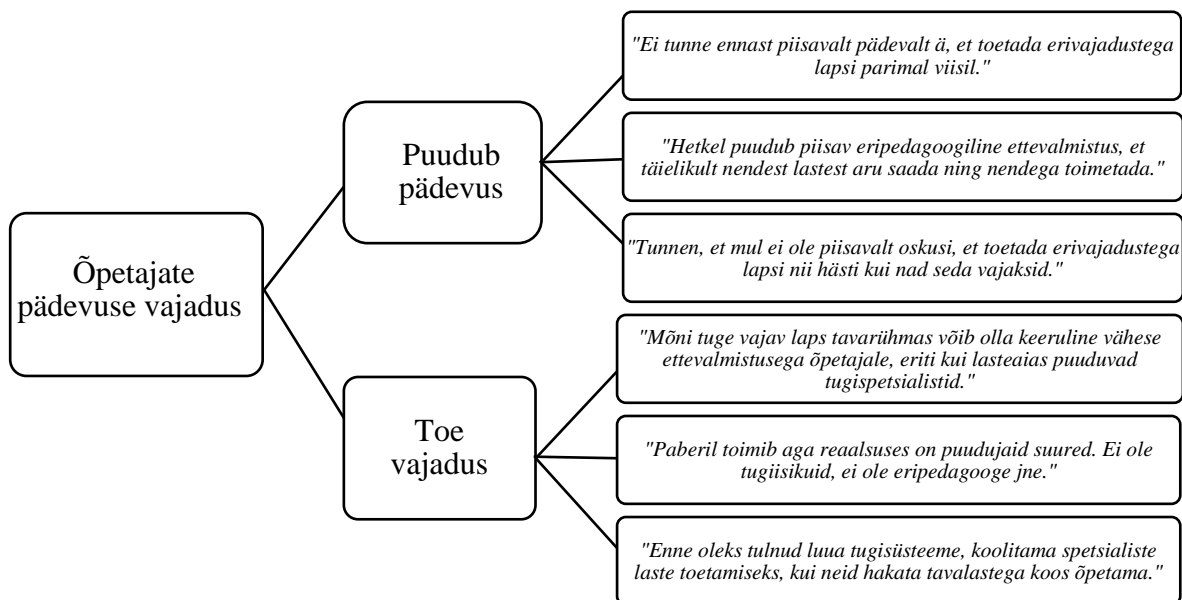 Õpetajate
pädevuse vajadus
Puudub
pädevus
"Ei tunne ennast piisavalt pädevalt ä, et toetada erivajadustega
lapsi parimal viisil."
"Hetkel puudub piisav eripedagoogiline ettevalmistus, et
täielikult nendest lastest aru saada ning nendega toimetada."
"Tunnen, et mul ei ole piisavalt oskusi, et toetada erivajadustega
lapsi nii hästi kui nad seda vajaksid."
Toe
vajadus
"Mõni tuge vajav laps tavarühmas võib olla keeruline vähese
ettevalmistusega õpetajale, eriti kui lasteaias puuduvad
tugispetsialistid."
"Paberil toimib aga reaalsuses on puudujaid suured. Ei ole
tugiisikuid, ei ole eripedagooge jne."
"Enne oleks tulnud luua tugisüsteeme, koolitama spetsialiste
laste toetamiseks, kui neid hakata tavalastega koos õpetama."